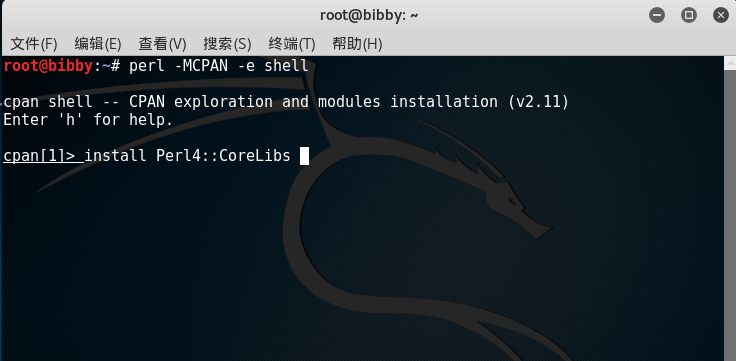 root@bibby: ~
文件(F) 编辑(E) 查看(V) 搜索(S) 终端(T) 帮助(H)
root@bibby:~# perl -MCPAN -e shell
cpan shell -- CPAN exploration and modules installation (v2.11)
Enter 'h' for help.
cpan[1]> install Perl4::CoreLibs